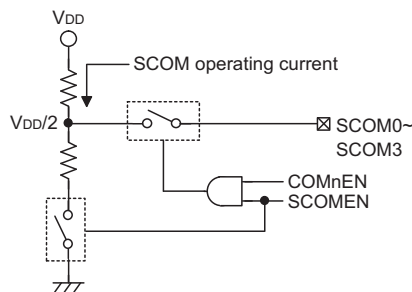 VDD
SCOM operating current
VDD/2
SCOM0~
SCOM3
COMnEN
SCOMEN